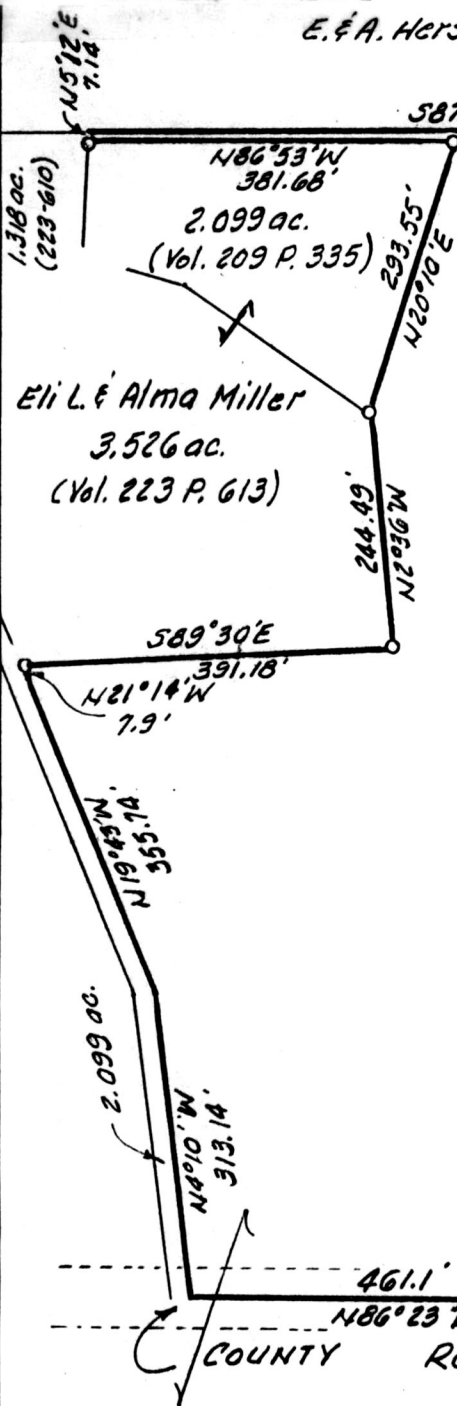 E. & A. Hers
N5°12'E
7.14'
S87
N86°53'W
381.68'
1.318 ac.
(223-610)
2.099 ac.
(Vol. 209 P. 335)
293.55'
N20°10'E
Eli L. & Alma Miller
3.526 ac.
(Vol. 223 P. 613)
244.49'
N2°36'W
S89°30'E
391.18'
N21°14'W
7.9'
N19°43'W
355.74'
2.099 ac.
N4°10'W
313.14'
461.1'
N86°23'
COUNTY RO